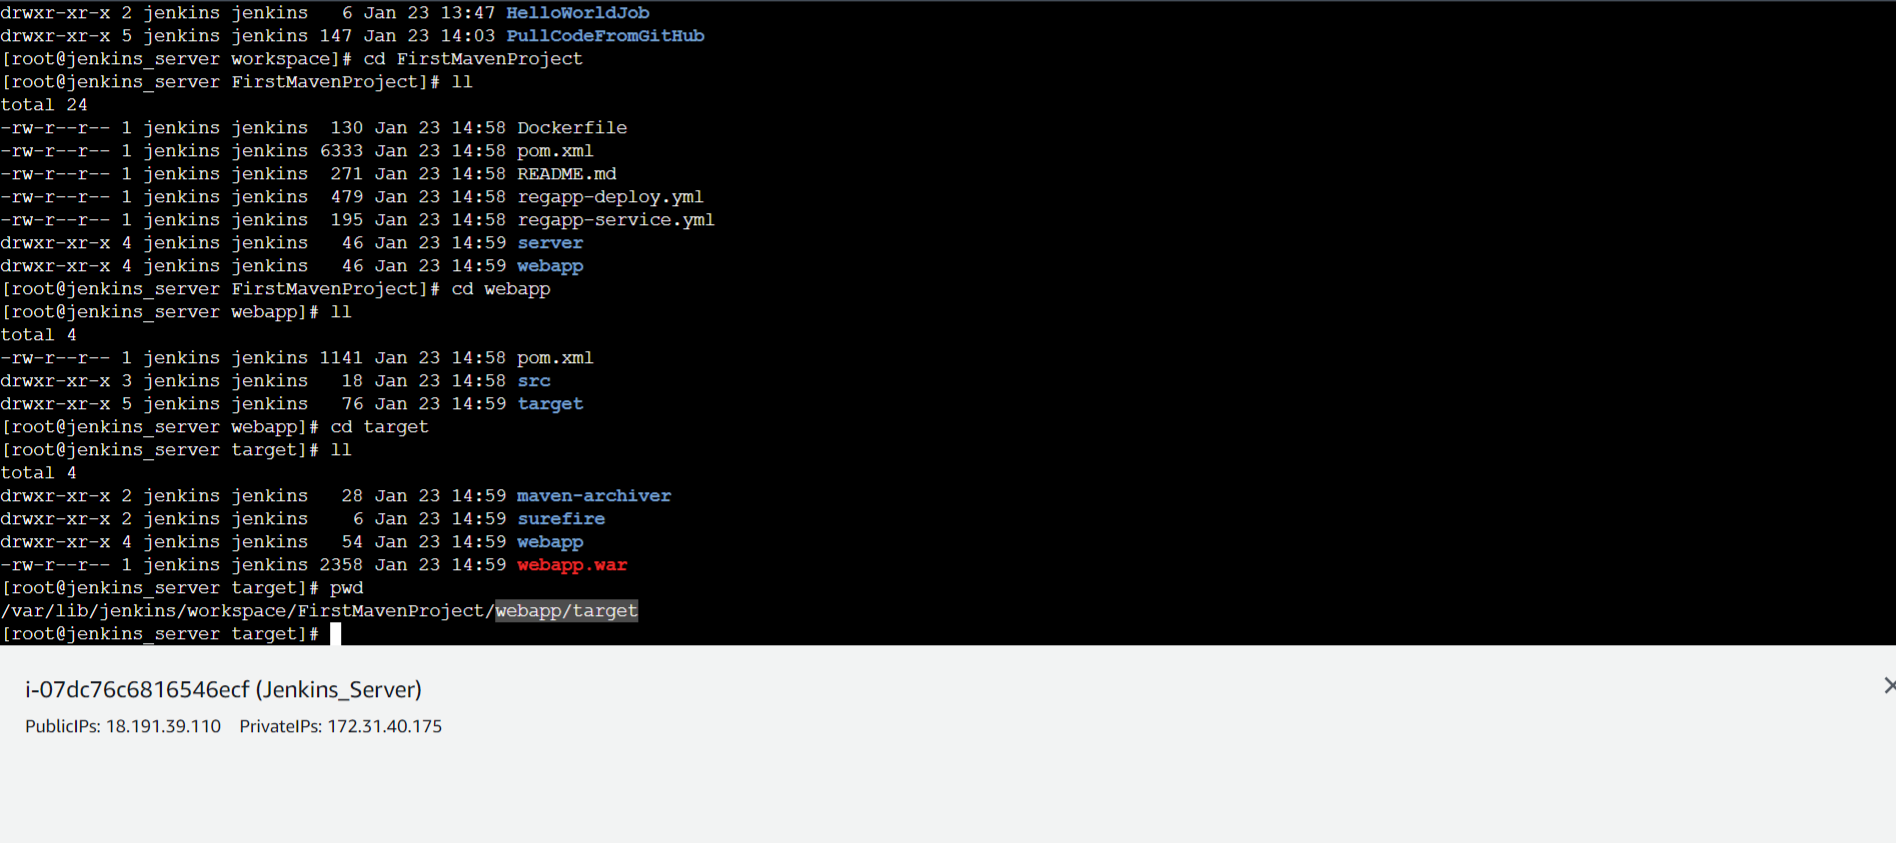 drwxr-xr-x 2 jenkins jenkins   6 Jan 23 13:47 HelloWorldJob
drwxr-xr-x 5 jenkins jenkins 147 Jan 23 14:03 PullCodeFromGitHub
[root@jenkins_server workspace]# cd FirstMavenProject
[root@jenkins_server FirstMavenProject]# ll
total 24
-rw-r--r-- 1 jenkins jenkins  130 Jan 23 14:58 Dockerfile
-rw-r--r-- 1 jenkins jenkins 6333 Jan 23 14:58 pom.xml
-rw-r--r-- 1 jenkins jenkins  271 Jan 23 14:58 README.md
-rw-r--r-- 1 jenkins jenkins  479 Jan 23 14:58 regapp-deploy.yml
-rw-r--r-- 1 jenkins jenkins  195 Jan 23 14:58 regapp-service.yml
drwxr-xr-x 4 jenkins jenkins   46 Jan 23 14:59 server
drwxr-xr-x 4 jenkins jenkins   46 Jan 23 14:59 webapp
[root@jenkins_server FirstMavenProject]# cd webapp
[root@jenkins_server webapp]# ll
total 4
-rw-r--r-- 1 jenkins jenkins 1141 Jan 23 14:58 pom.xml
drwxr-xr-x 3 jenkins jenkins   18 Jan 23 14:58 src
drwxr-xr-x 5 jenkins jenkins   76 Jan 23 14:59 target
[root@jenkins_server webapp]# cd target
[root@jenkins_server target]# ll
total 4
drwxr-xr-x 2 jenkins jenkins   28 Jan 23 14:59 maven-archiver
drwxr-xr-x 2 jenkins jenkins    6 Jan 23 14:59 surefire
drwxr-xr-x 4 jenkins jenkins   54 Jan 23 14:59 webapp
-rw-r--r-- 1 jenkins jenkins 2358 Jan 23 14:59 webapp.war
[root@jenkins_server target]# pwd
/var/lib/jenkins/workspace/FirstMavenProject/webapp/target
[root@jenkins_server target]#
i-07dc76c6816546ecf (Jenkins_Server)
PublicIPs: 18.191.39.110 PrivateIPs: 172.31.40.175